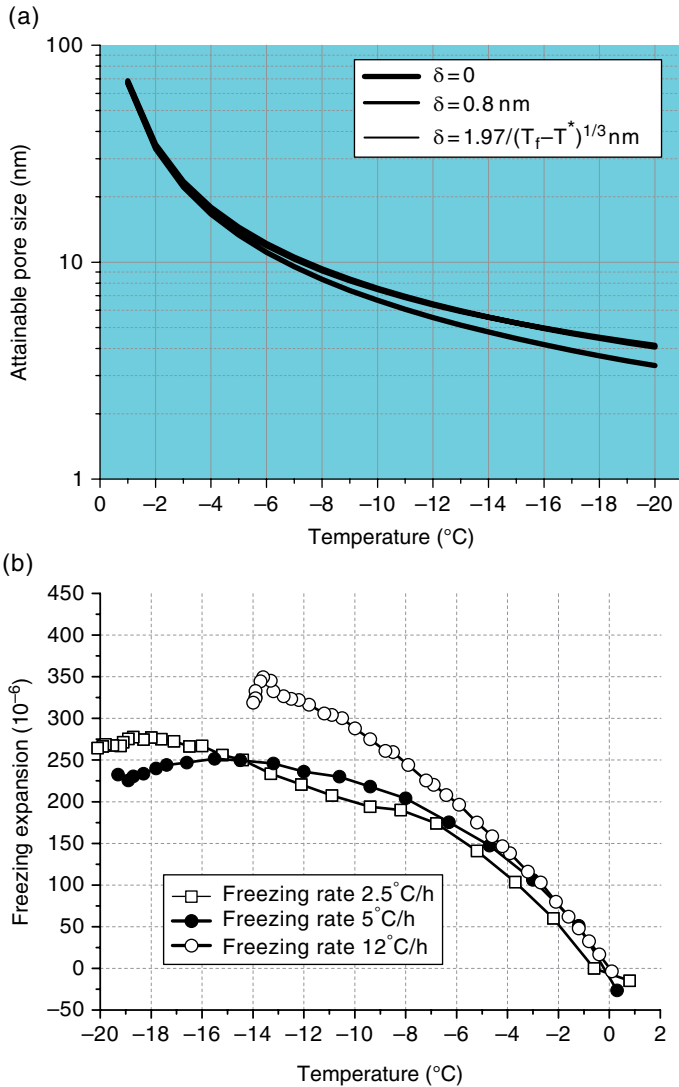 (a)
100
10
1
Attainable pore size (nm)
δ=0
δ=0.8 nm
δ=1.97/(T_f–T^*)^{1/3} nm
0 –2 –4 –6 –8 –10 –12 –14 –16 –18 –20
Temperature (°C)
(b)
450
400
350
300
250
200
150
100
50
0
–50
Freezing expansion (10^{–6})
Freezing rate 2.5°C/h
Freezing rate 5°C/h
Freezing rate 12°C/h
–20 –18 –16 –14 –12 –10 –8 –6 –4 –2 0 2
Temperature (°C)